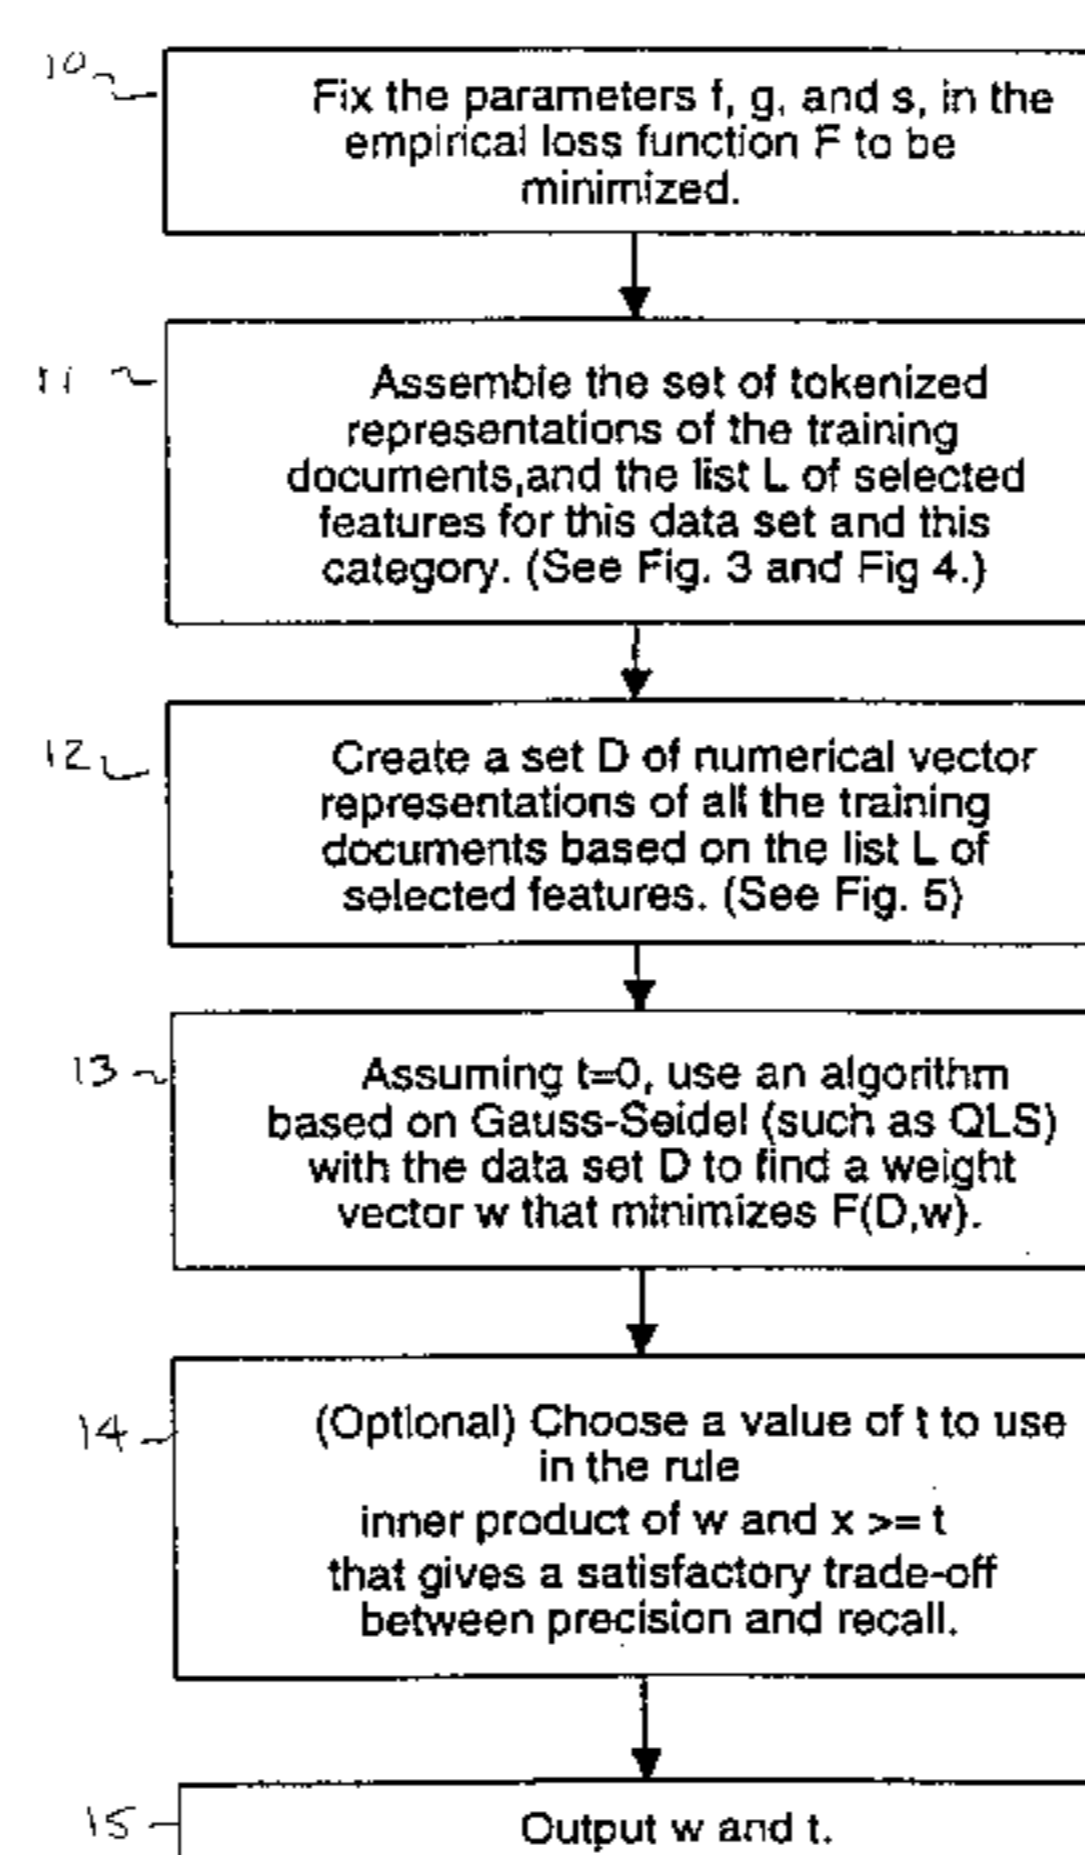 10
Fix the parameters f, g, and s, in the
empirical loss function F to be
minimized.
11
Assemble the set of tokenized
representations of the training
documents,and the list L of selected
features for this data set and this
category. (See Fig. 3 and Fig 4.)
12
Create a set D of numerical vector
representations of all the training
documents based on the list L of
selected features. (See Fig. 5)
13
Assuming t=0, use an algorithm
based on Gauss-Seidel (such as QLS)
with the data set D to find a weight
vector w that minimizes F(D,w).
14
(Optional) Choose a value of t to use
in the rule
inner product of w and x >= t
that gives a satisfactory trade-off
between precision and recall.
15
Output w and t.